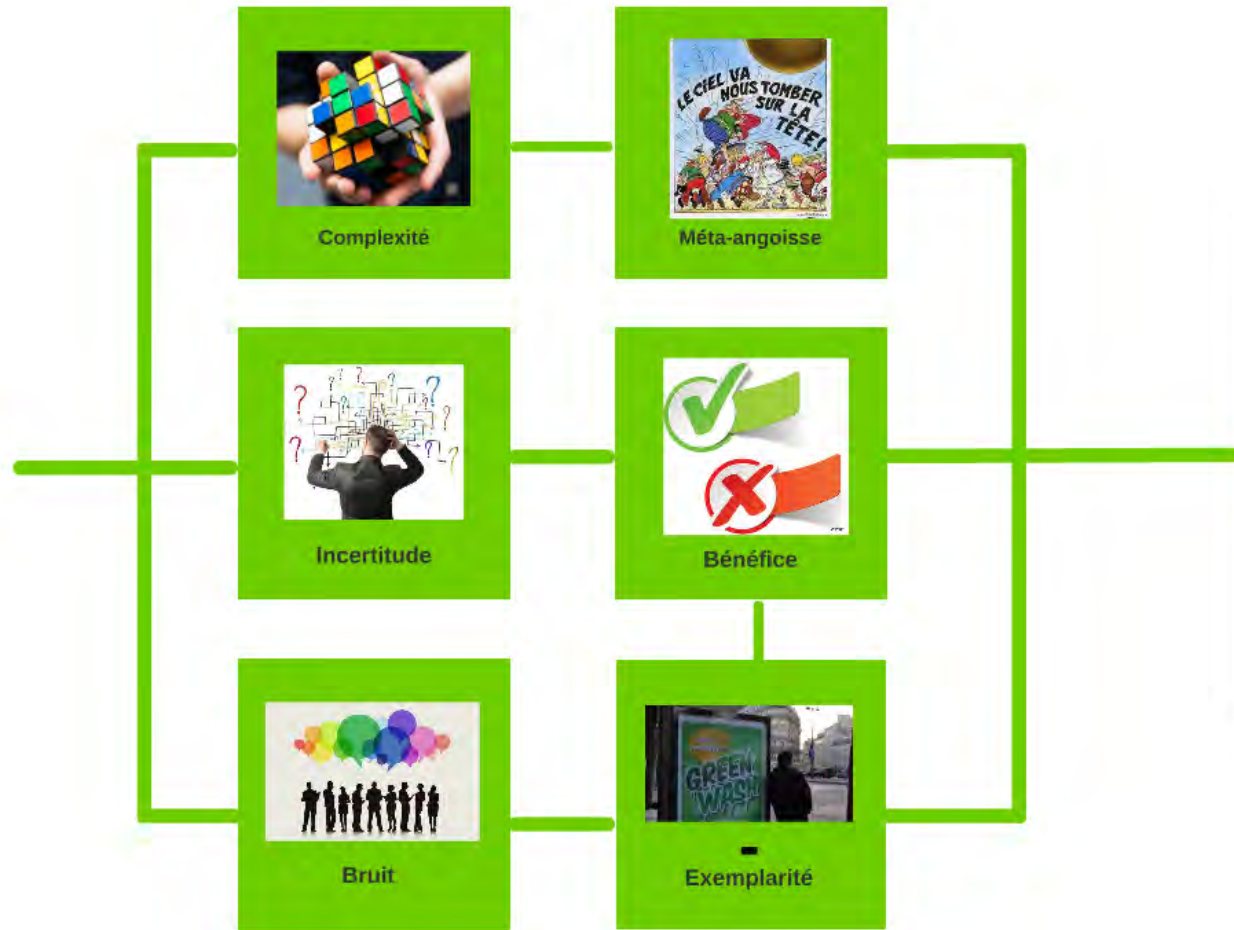 Complexité
LE CIEL VA
NOUS TOMBER
SUR LA
TÊTE!
Méta-angoisse
? ? ? ? ? ? ? ? ? ?
Incertitude
Bénéfice
Bruit
GREEN
WASH
Exemplarité